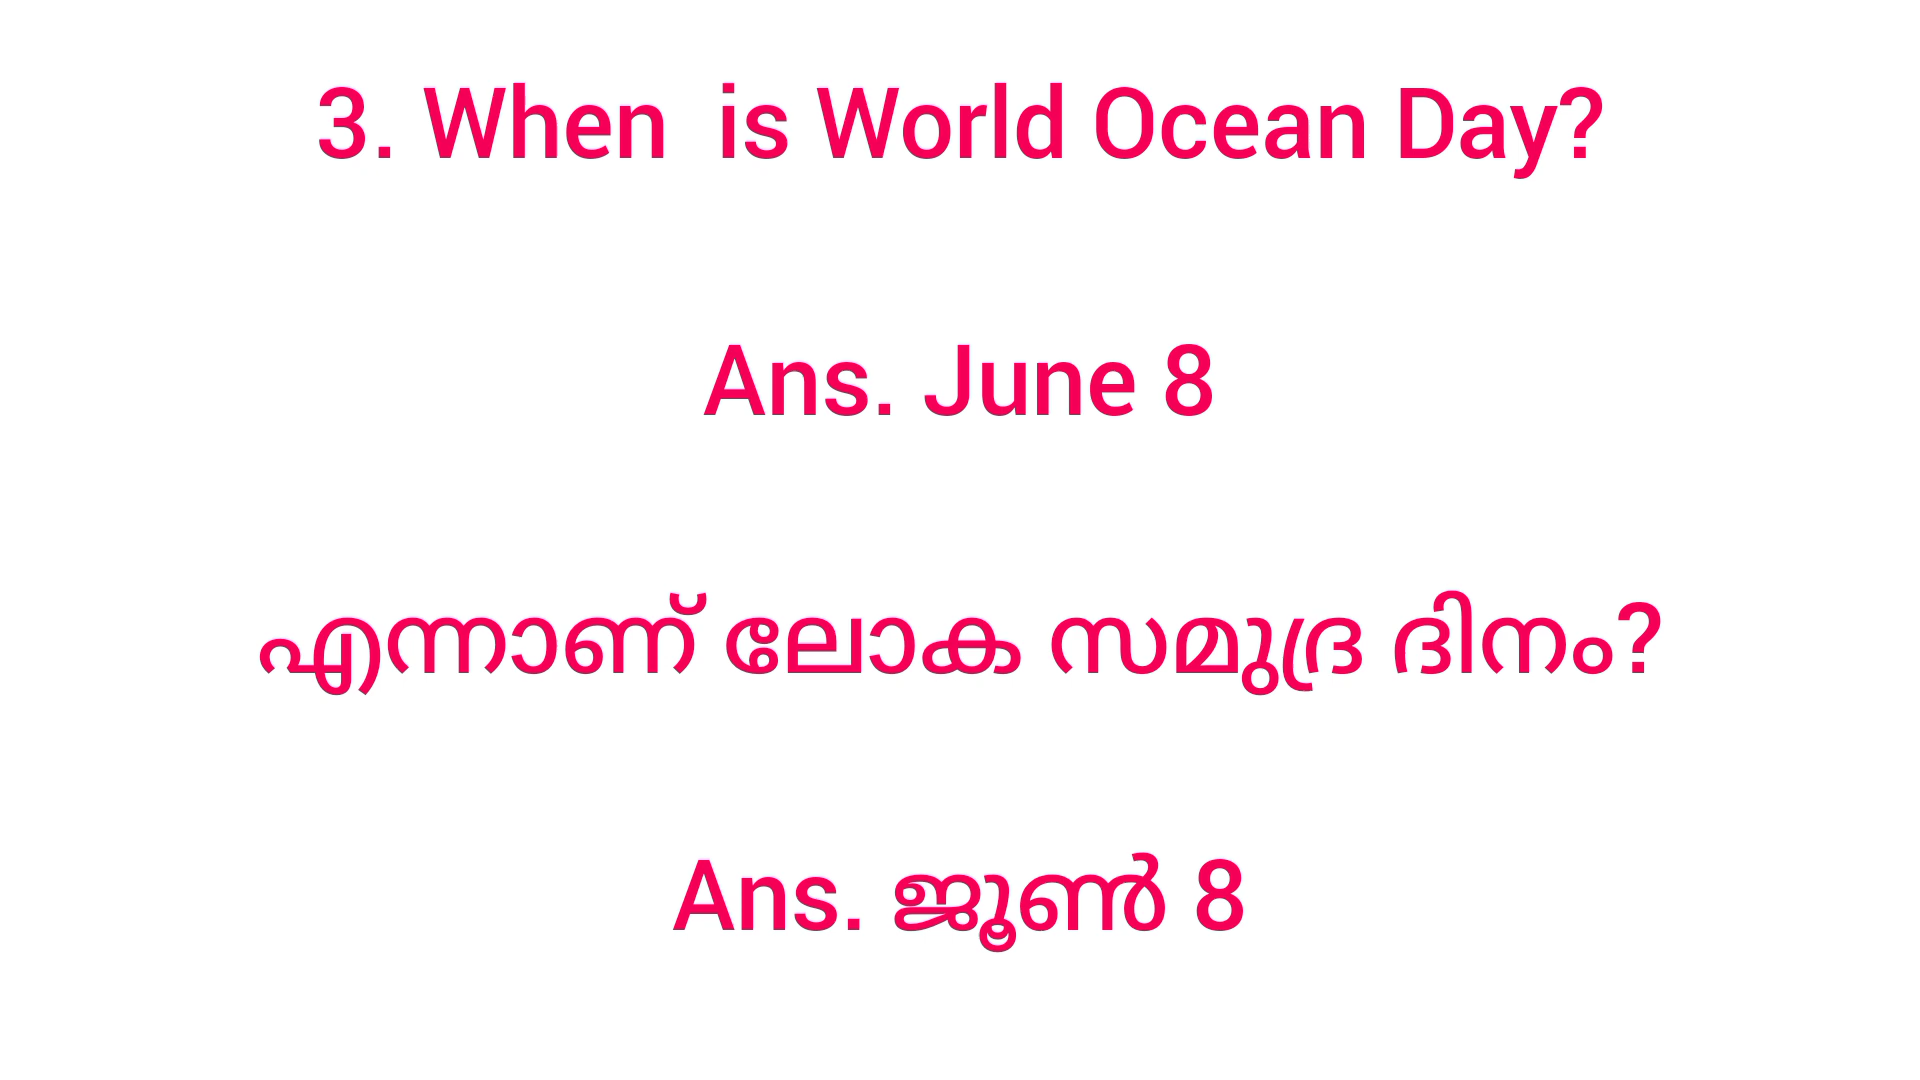 3. When  is World Ocean Day?
Ans. June 8
എന്നാണ് ലോക സമുദ്ര ദിനം?
Ans. ജൂൺ 8